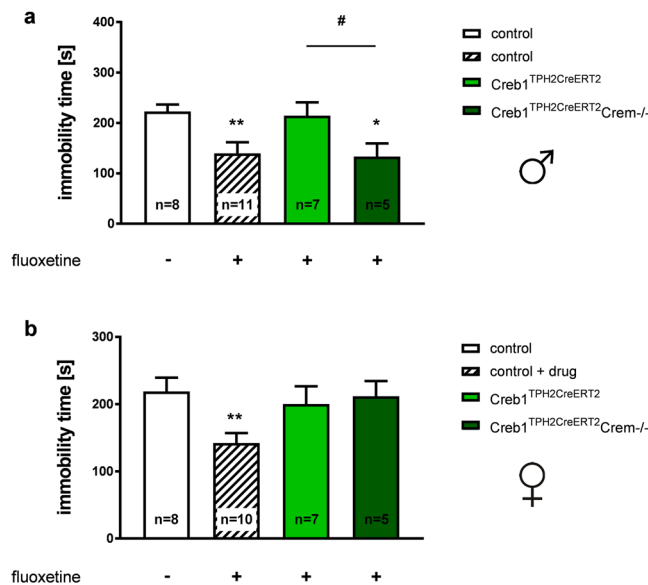 a
#
400
300
200
100
0
immobility time [s]
** *
n=8 n=11 n=7 n=5
fluoxetine - + + +
control
control
Creb1TPH2CreERT2
Creb1TPH2CreERT2Crem-/-
♂
b
300
200
100
0
immobility time [s]
**
n=8 n=10 n=7 n=5
fluoxetine - + + +
control
control + drug
Creb1TPH2CreERT2
Creb1TPH2CreERT2Crem-/-
♀